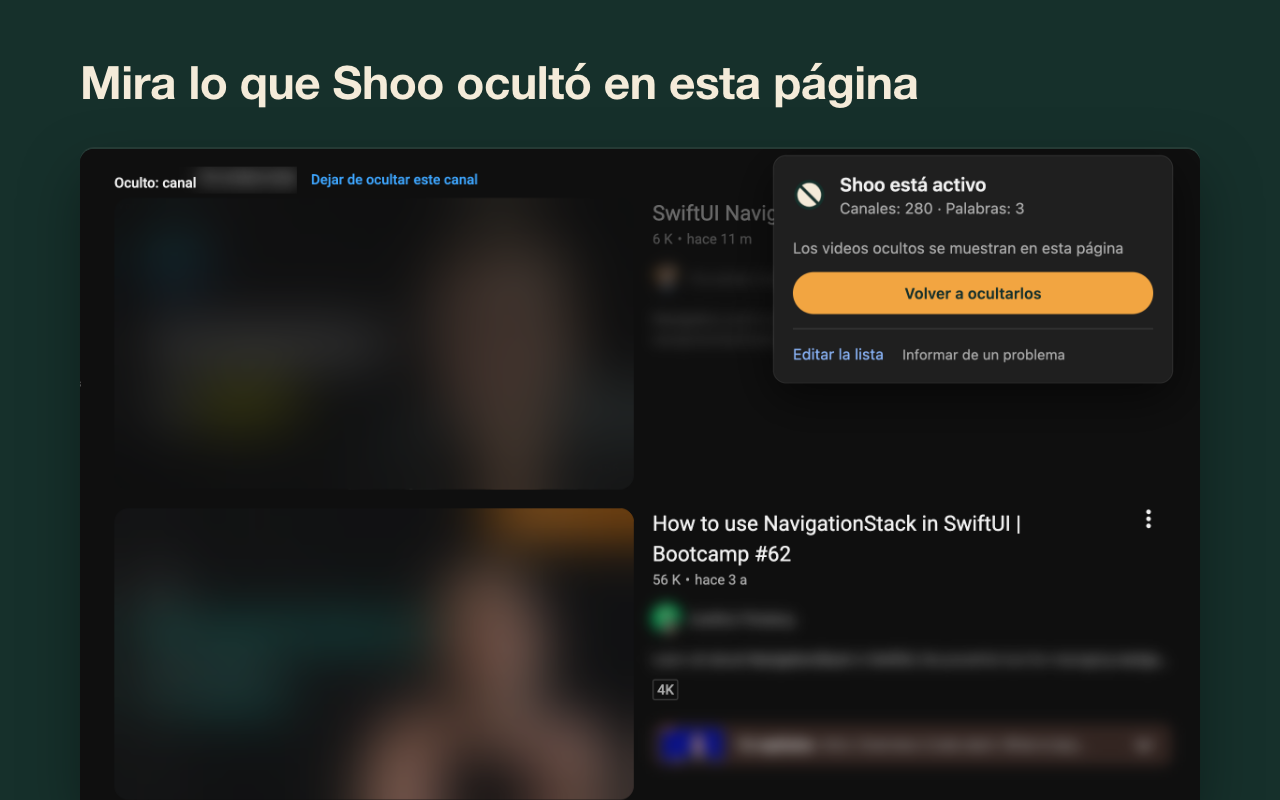 Mira lo que Shoo ocultó en esta página
Oculto: canal
Dejar de ocultar este canal
SwiftUI Navig
6 K • hace 11 m
Shoo está activo
Canales: 280 · Palabras: 3
Los videos ocultos se muestran en esta página
Volver a ocultarlos
Editar la lista
Informar de un problema
How to use NavigationStack in SwiftUI |
Bootcamp #62
56 K • hace 3 a
4K